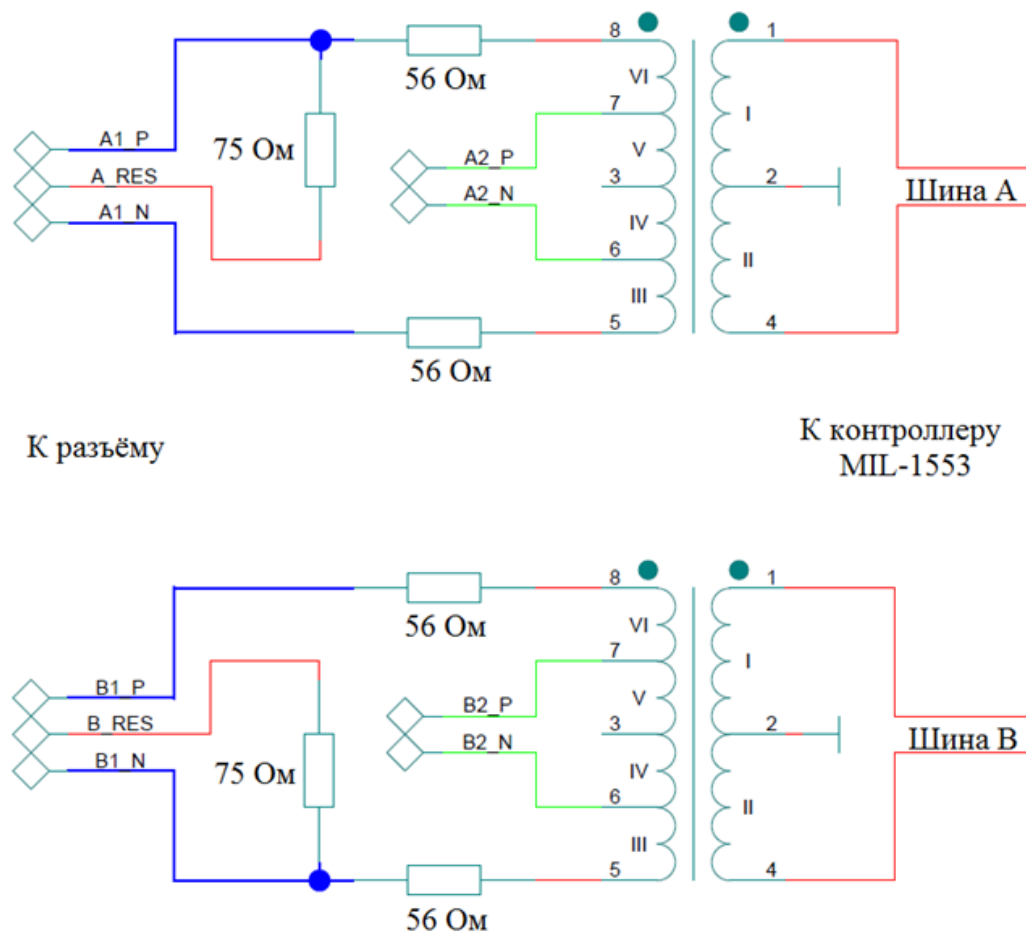 8
1
56 Ом
VI
I
7
A1_P
75 Ом
A2_P
V
A_RES
3
2
Шина А
A2_N
A1_N
IV
6
II
III
5
4
56 Ом
К разъёму
К контроллеру
MIL-1553
8
1
56 Ом
VI
I
7
B1_P
B2_P
V
B_RES
3
2
Шина В
B2_N
B1_N
75 Ом
IV
6
II
III
5
4
56 Ом